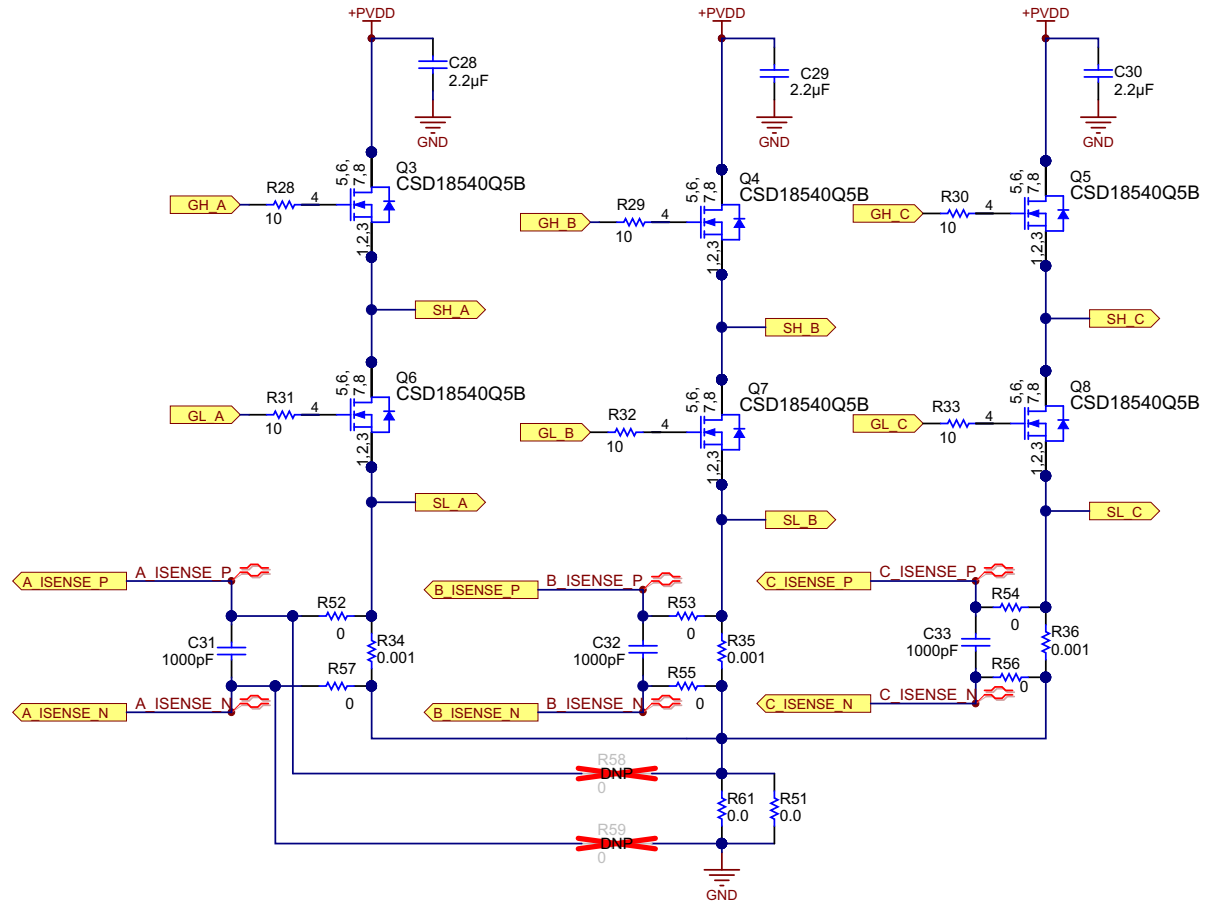 +PVDD
+PVDD
+PVDD
C28
2.2µF
GND
C29
2.2µF
GND
C30
2.2µF
GND
GH_A
R28
10
4
5,6,
7,8
1,2,3
Q3
CSD18540Q5B
GH_B
R29
10
4
5,6,
7,8
1,2,3
Q4
CSD18540Q5B
GH_C
R30
10
4
5,6,
7,8
1,2,3
Q5
CSD18540Q5B
SH_A
SH_B
SH_C
GL_A
R31
10
4
5,6,
7,8
1,2,3
Q6
CSD18540Q5B
GL_B
R32
10
4
5,6,
7,8
1,2,3
Q7
CSD18540Q5B
GL_C
R33
10
4
5,6,
7,8
1,2,3
Q8
CSD18540Q5B
SL_A
SL_B
SL_C
A_ISENSE_P
A_ISENSE_P
R52
0
C31
1000pF
R34
0.001
R57
0
A_ISENSE_N
A_ISENSE_N
B_ISENSE_P
B_ISENSE_P
R53
0
C32
1000pF
R35
0.001
R55
0
B_ISENSE_N
B_ISENSE_N
C_ISENSE_P
C_ISENSE_P
R54
0
C33
1000pF
R36
0.001
R56
0
C_ISENSE_N
C_ISENSE_N
R58
DNP
0
R61
0.0
R51
0.0
R59
DNP
0
GND